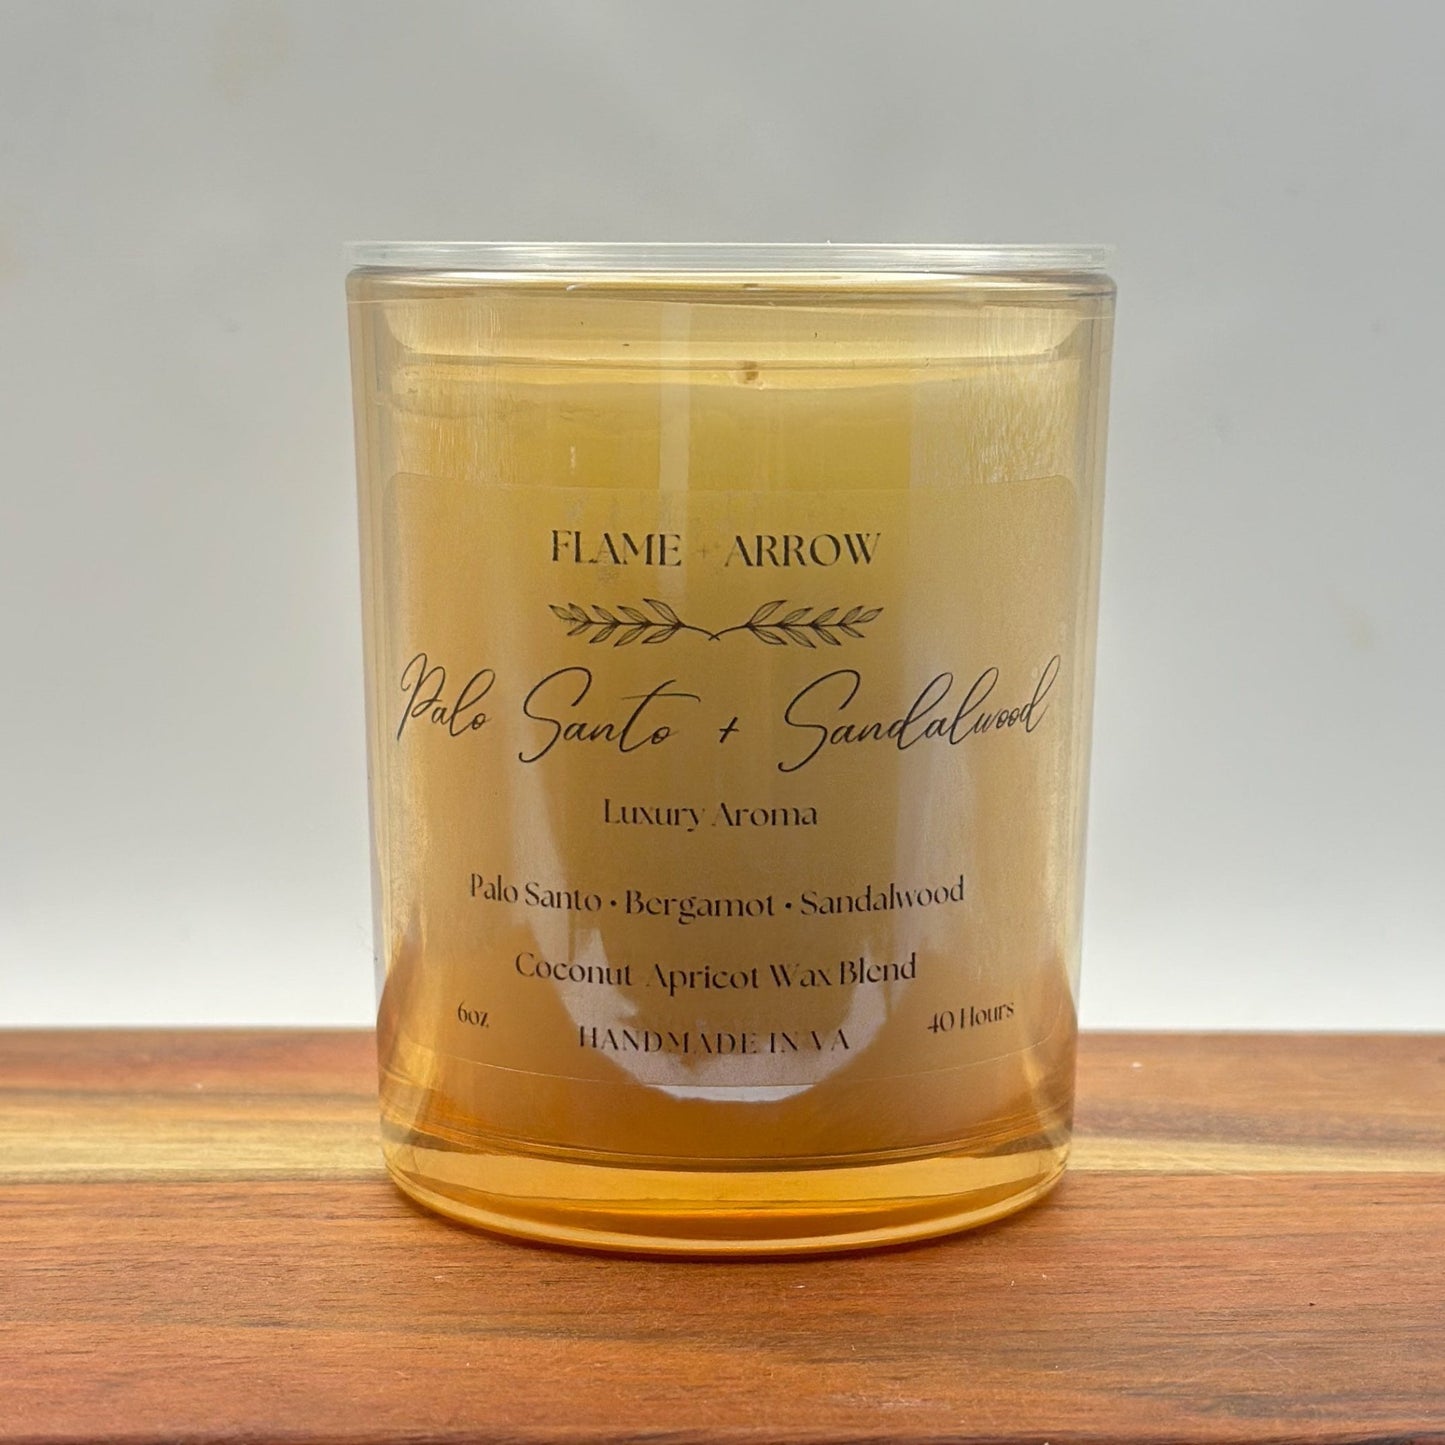 FLAME + ARROW
Palo Santo + Sandalwood
Luxury Aroma
Palo Santo • Bergamot • Sandalwood
Coconut Apricot Wax Blend
6oz
HANDMADE IN VA
40 Hours